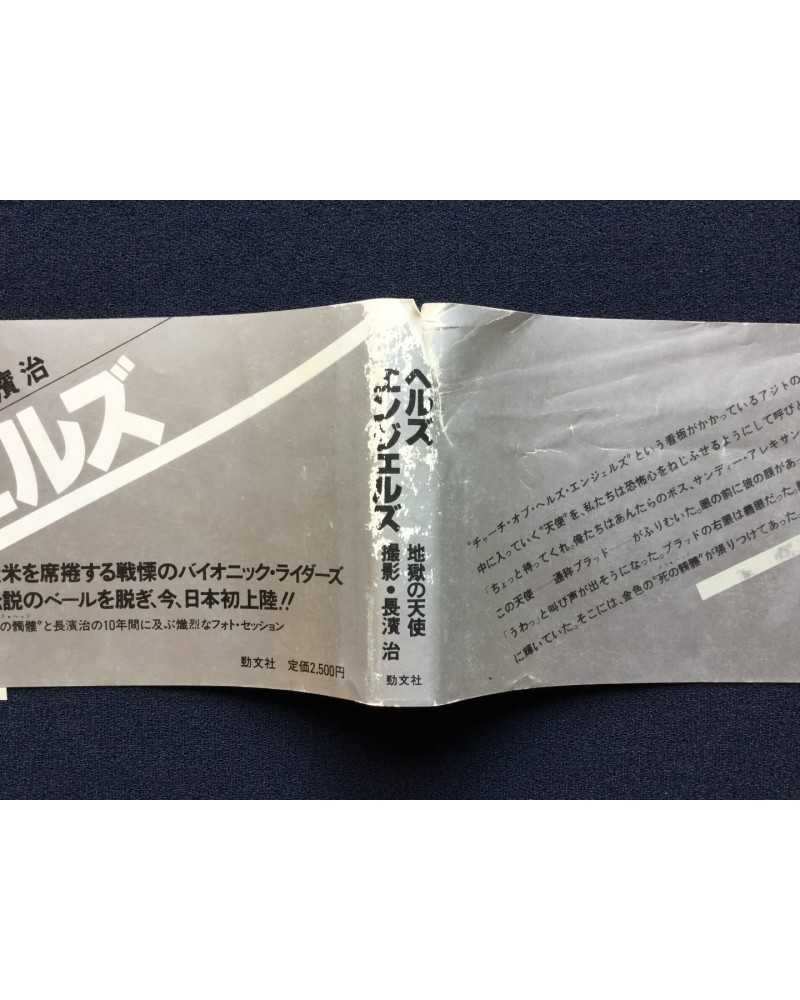 濱治
エルズ
米を席捲する戦慄のバイオニック・ライダーズ
説のベールを脱ぎ、今、日本初上陸!!
の髑髏”と長濱治の10年間に及ぶ熾烈なフォト・セッション
勁文社 定価2,500円
ヘルズ
エンジェルズ
地獄の天使
撮影・長濱 治
勁文社
“チャーチ・オブ・ヘルズ・エンジェルズ”という看板がかかっているアジトの
中に入っていく“天使”を、私たちは恐怖心をねじふせるようにして呼びと
「ちょっと待ってくれ。俺たちはあんたらのボス、サンディー・アレキサン
この天使 通称ブラッド がふりむいた。眼の前に彼の顔があっ
「うわっ」と叫び声が出そうになった。ブラッドの右眼は義眼だった。
に輝いていた。そこには、金色の“死の髑髏”が張りつけてあった。